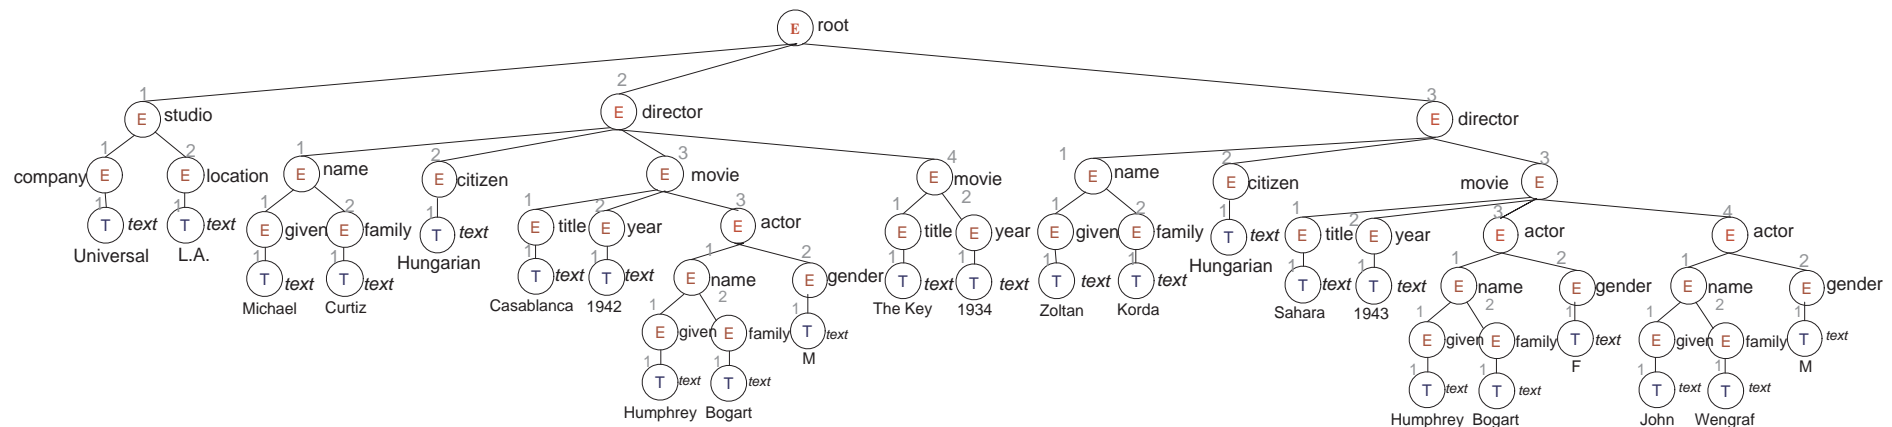 E root
1 2 3
E studio E director E director
1 2 1 2 3 4 1 2 3
company E E location E name E citizen E movie E movie E name E citizen movie E
1 1 1 2 1 1 2 3 1 2 1 2 1 1 2 3 4
T text T text E given E family T text E title E year E actor E title E year E given E family T text E title E year E actor E actor
Universal L.A. Hungarian Hungarian
1 1 1 1 1 2 1 1 1 1 1 1 1 2 1 2
T text T text T text T text E name E gender T text T text T text T text T text T text E name E gender E name E gender
Michael Curtiz Casablanca 1942 The Key 1934 Zoltan Korda Sahara 1943
1 2 1 1 2 1 1 2 1
E given E family T text E given E family T text E given E family T text
M F M
1 1 1 1 1 1
T text T text T text T text T text T text
Humphrey Bogart Humphrey Bogart John Wengraf